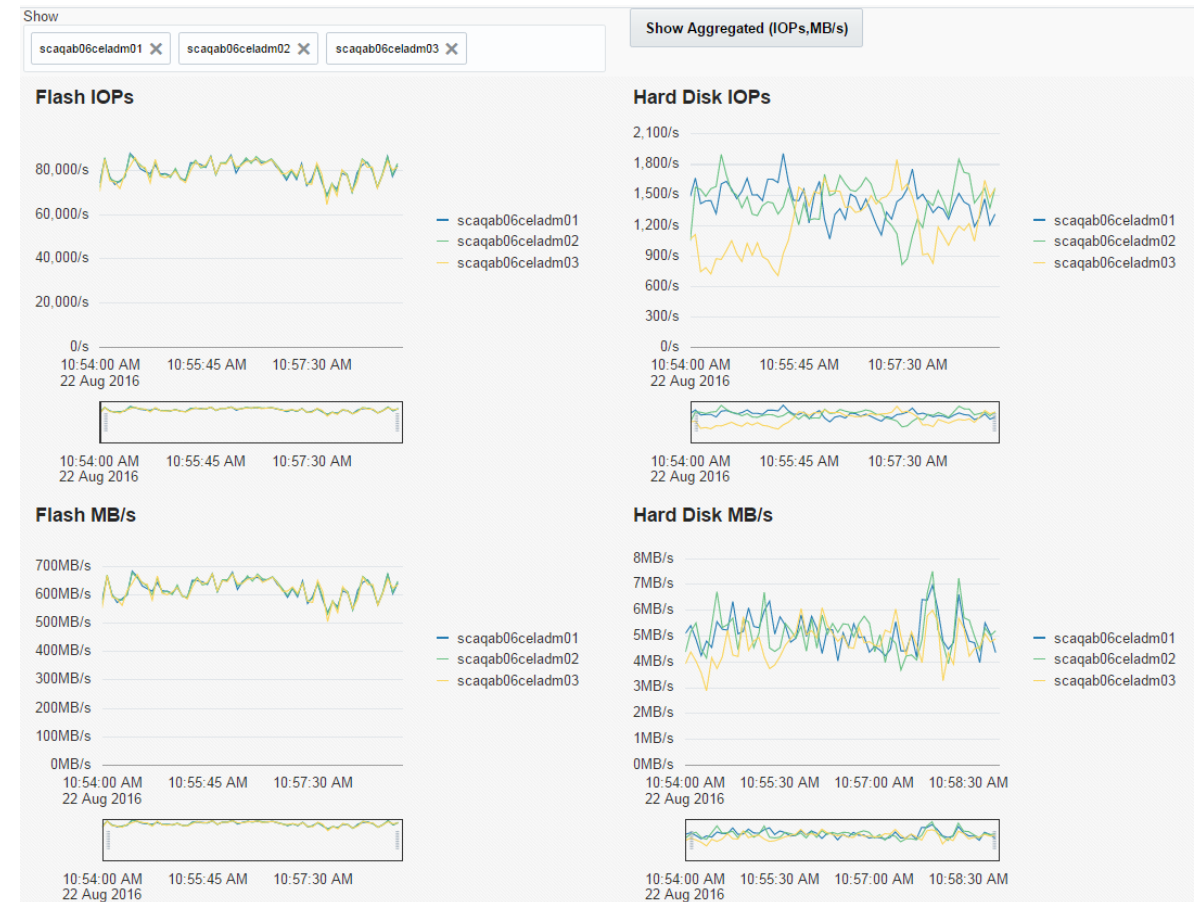 Show
scaqab06celadm01
scaqab06celadm02
scaqab06celadm03
Show Aggregated (IOPs,MB/s)
Flash IOPs
80,000/s
60,000/s
40,000/s
20,000/s
0/s
10:54:00 AM 10:55:45 AM 10:57:30 AM
22 Aug 2016
scaqab06celadm01
scaqab06celadm02
scaqab06celadm03
10:54:00 AM 10:55:45 AM 10:57:30 AM
22 Aug 2016
Hard Disk IOPs
2,100/s
1,800/s
1,500/s
1,200/s
900/s
600/s
300/s
0/s
10:54:00 AM 10:55:45 AM 10:57:30 AM
22 Aug 2016
scaqab06celadm01
scaqab06celadm02
scaqab06celadm03
10:54:00 AM 10:55:45 AM 10:57:30 AM
22 Aug 2016
Flash MB/s
700MB/s
600MB/s
500MB/s
400MB/s
300MB/s
200MB/s
100MB/s
0MB/s
10:54:00 AM 10:55:45 AM 10:57:30 AM
22 Aug 2016
scaqab06celadm01
scaqab06celadm02
scaqab06celadm03
10:54:00 AM 10:55:45 AM 10:57:30 AM
22 Aug 2016
Hard Disk MB/s
8MB/s
7MB/s
6MB/s
5MB/s
4MB/s
3MB/s
2MB/s
1MB/s
0MB/s
10:54:00 AM 10:55:30 AM 10:57:00 AM 10:58:30 AM
22 Aug 2016
scaqab06celadm01
scaqab06celadm02
scaqab06celadm03
10:54:00 AM 10:55:30 AM 10:57:00 AM 10:58:30 AM
22 Aug 2016